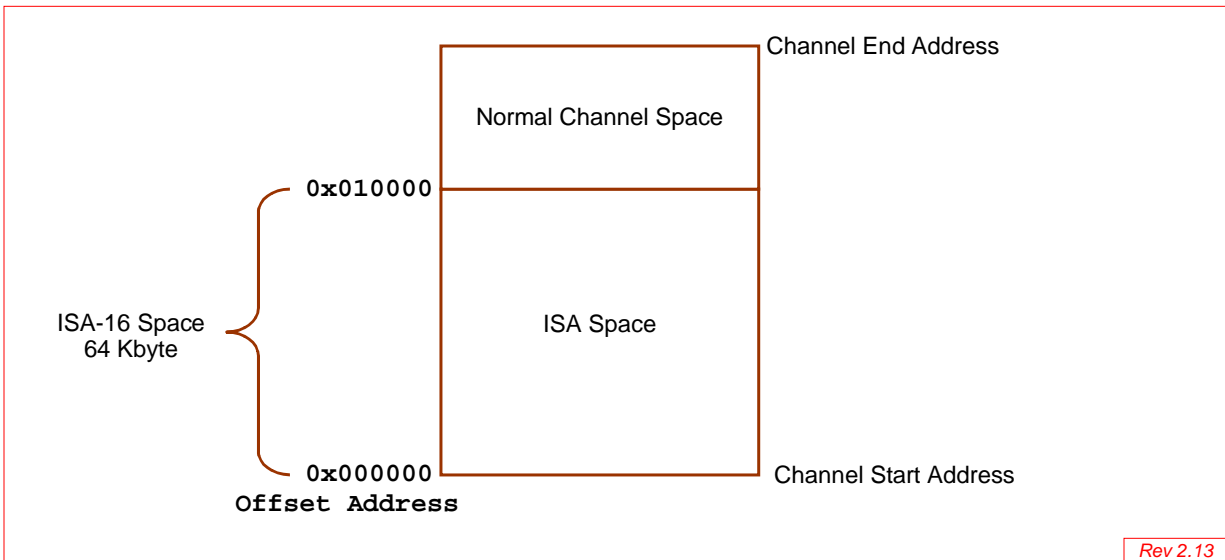 Channel End Address
Normal Channel Space
0x010000
ISA-16 Space
64 Kbyte
ISA Space
0x000000
Channel Start Address
Offset Address
Rev 2.13